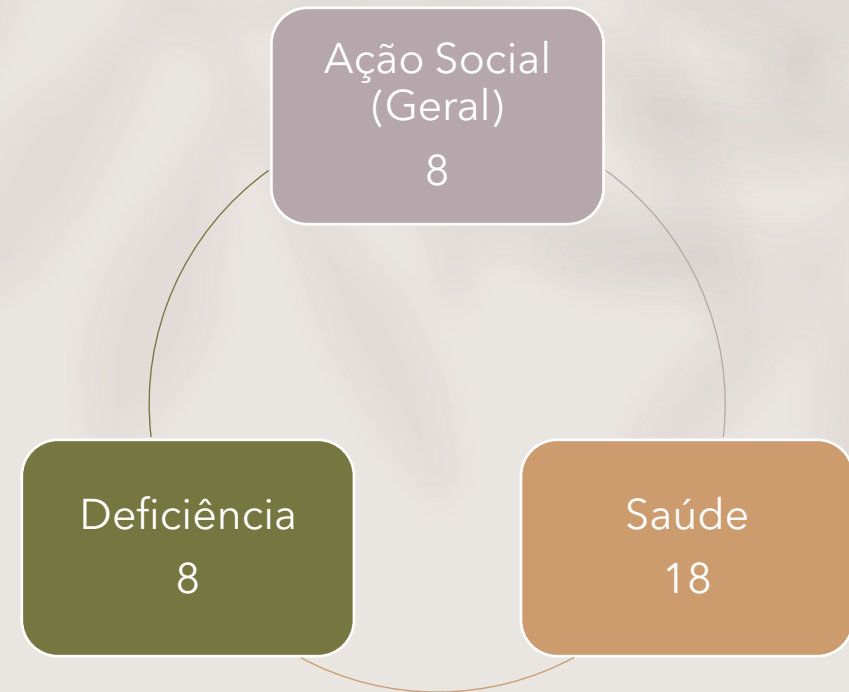 Ação Social
(Geral)
8
Deficiência
8
Saúde
18